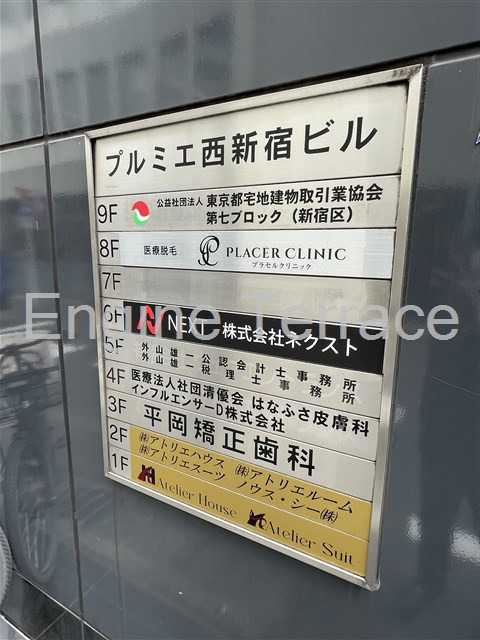 プルミエ西新宿ビル
9F 公益社団法人 東京都宅地建物取引業協会
第七ブロック（新宿区）
8F 医療脱毛 PLACER CLINIC
プラセルクリニック
7F
6F NEXT 株式会社ネクスト
Engine Terrace
5F 外山雄二公認会計士事務所
外山雄二税理士事務所
4F 医療法人社団清優会 はなふさ皮膚科
インフルエンサーD株式会社
3F 平岡矯正歯科
2F ㈱アトリエハウス ㈱アトリエルーム
㈱アトリエスーツ ノウス・シー㈱
1F Atelier House Atelier Suit